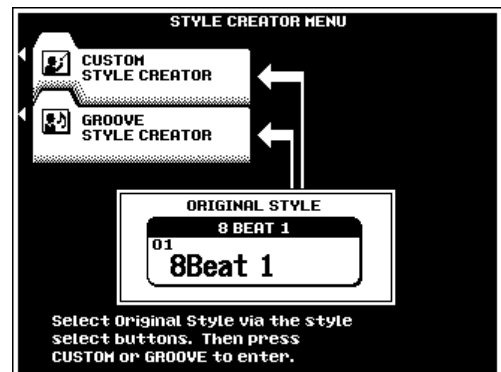 STYLE CREATOR MENU
CUSTOM
STYLE CREATOR
GROOVE
STYLE CREATOR
ORIGINAL STYLE
8 BEAT 1
01
8Beat 1
Select Original Style via the style
select buttons. Then press
CUSTOM or GROOVE to enter.